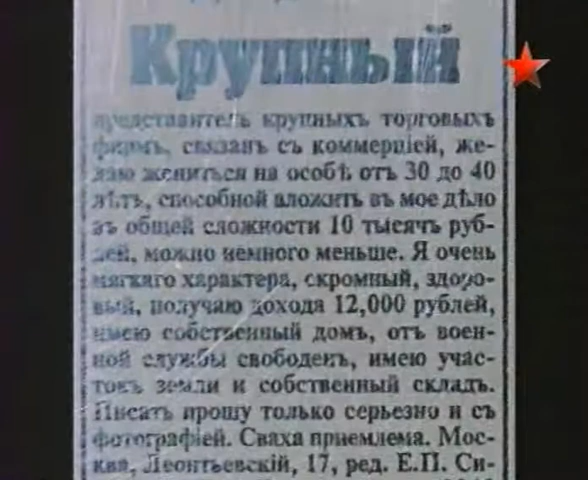 Крупный
представитель крупныхъ торговыхъ
фирмъ, связан съ коммерціей, же-
лаю жениться на особѣ отъ 30 до 40
лѣтъ, способной вложить въ мое дѣло
въ общей сложности 10 тысячъ руб-
лей, можно немного меньше. Я очень
мягкаго характера, скромный, здоро-
вый, получаю дохода 12,000 рублей,
имею собственный домъ, отъ воен-
ной службы свободенъ, имею учас-
токъ земли и собственный складъ.
Писать прошу только серьезно и съ
фотографіей. Сваха приемлема. Мос-
ква, Леонтьевскій, 17, ред. Е.П. Си-